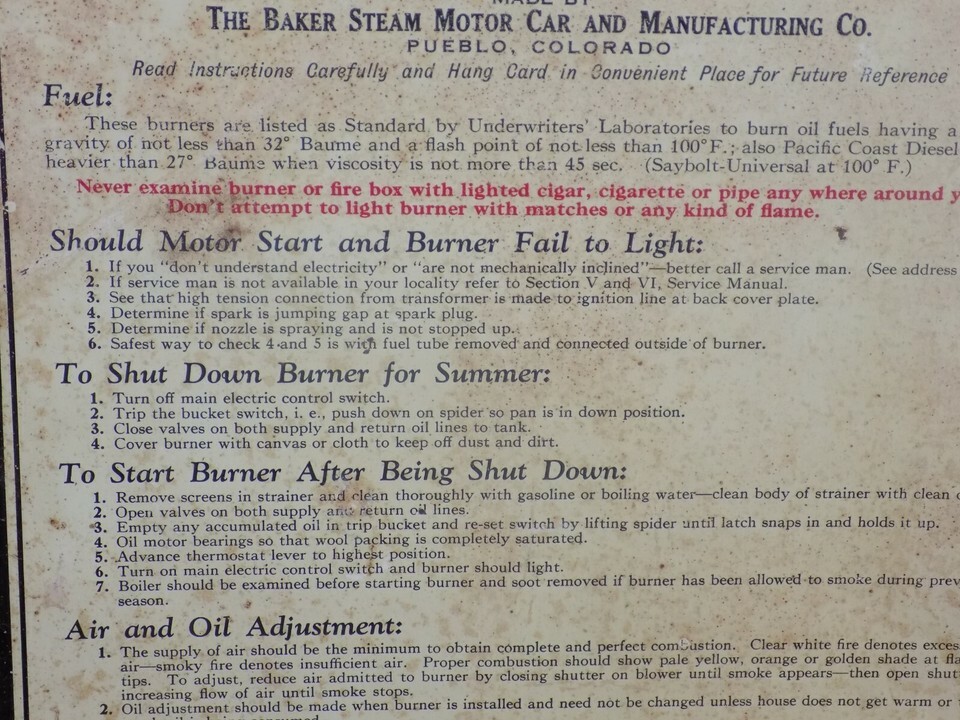 MADE BY
THE BAKER STEAM MOTOR CAR AND MANUFACTURING CO.
PUEBLO, COLORADO
Read Instructions Carefully and Hang Card in Convenient Place for Future Reference
Fuel:
These burners are listed as Standard by Underwriters' Laboratories to burn oil fuels having a
gravity of not less than 32° Baume and a flash point of not less than 100° F.; also Pacific Coast Diesel
heavier than 27° Baume when viscosity is not more than 45 sec. (Saybolt-Universal at 100° F.)
Never examine burner or fire box with lighted cigar, cigarette or pipe any where around
Don't attempt to light burner with matches or any kind of flame.
Should Motor Start and Burner Fail to Light:
1. If you "don't understand electricity" or "are not mechanically inclined"—better call a service man. (See address
2. If service man is not available in your locality refer to Section V and VI, Service Manual.
3. See that high tension connection from transformer is made to ignition line at back cover plate.
4. Determine if spark is jumping gap at spark plug.
5. Determine if nozzle is spraying and is not stopped up.
6. Safest way to check 4 and 5 is with fuel tube removed and connected outside of burner.
To Shut Down Burner for Summer:
1. Turn off main electric control switch.
2. Trip the bucket switch, i. e., push down on spider so pan is in down position.
3. Close valves on both supply and return oil lines to tank.
4. Cover burner with canvas or cloth to keep off dust and dirt.
To Start Burner After Being Shut Down:
1. Remove screens in strainer and clean thoroughly with gasoline or boiling water—clean body of strainer with clean
2. Open valves on both supply and return oil lines.
3. Empty any accumulated oil in trip bucket and re-set switch by lifting spider until latch snaps in and holds it up.
4. Oil motor bearings so that wool packing is completely saturated.
5. Advance thermostat lever to highest position.
6. Turn on main electric control switch and burner should light.
7. Boiler should be examined before starting burner and soot removed if burner has been allowed to smoke during prev
season.
Air and Oil Adjustment:
1. The supply of air should be the minimum to obtain complete and perfect combustion. Clear white fire denotes exces
air—smoky fire denotes insufficient air. Proper combustion should show pale yellow, orange or golden shade at fla
tips. To adjust, reduce air admitted to burner by closing shutter on blower until smoke appears—then open shut
increasing flow of air until smoke stops.
2. Oil adjustment should be made when burner is installed and need not be changed unless house does not get warm or